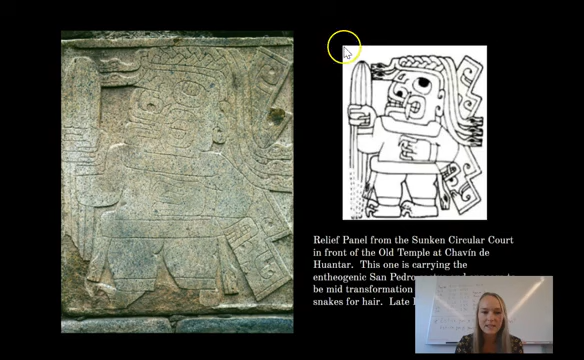 Relief Panel from the Sunken Circular Court
in front of the Old Temple at Chavín de
Huantar. This one is carrying the
entheogenic San Pedro
be mid transformation
snakes for hair. Late